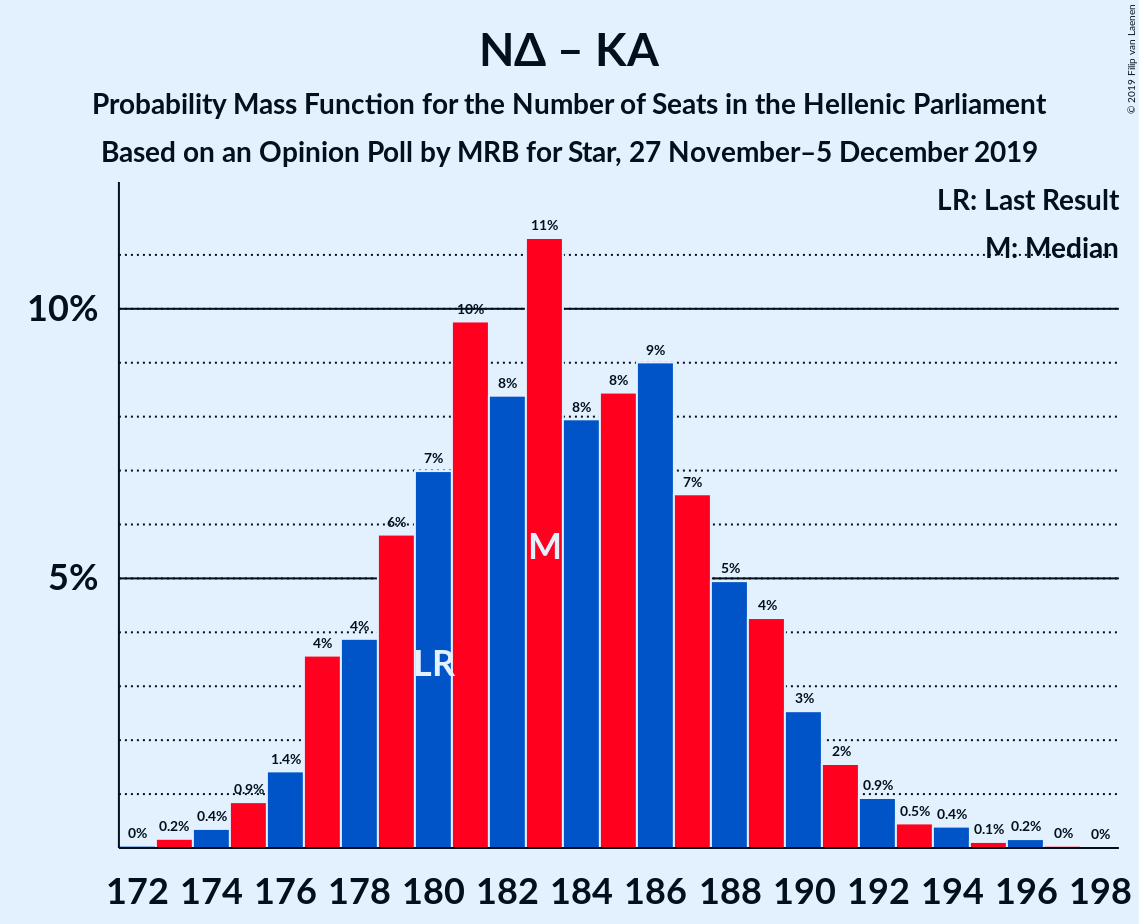 © 2019 Filip van Laenen
ΝΔ – ΚΑ
Probability Mass Function for the Number of Seats in the Hellenic Parliament
Based on an Opinion Poll by MRB for Star, 27 November–5 December 2019
LR: Last Result
M: Median
10%
5%
0% 0.2% 0.4% 0.9% 1.4% 4% 4% 6% 7% 10% 8% 11% 8% 8% 9% 7% 5% 4% 3% 2% 0.9% 0.5% 0.4% 0.1% 0.2% 0% 0%
M
LR
172 174 176 178 180 182 184 186 188 190 192 194 196 198